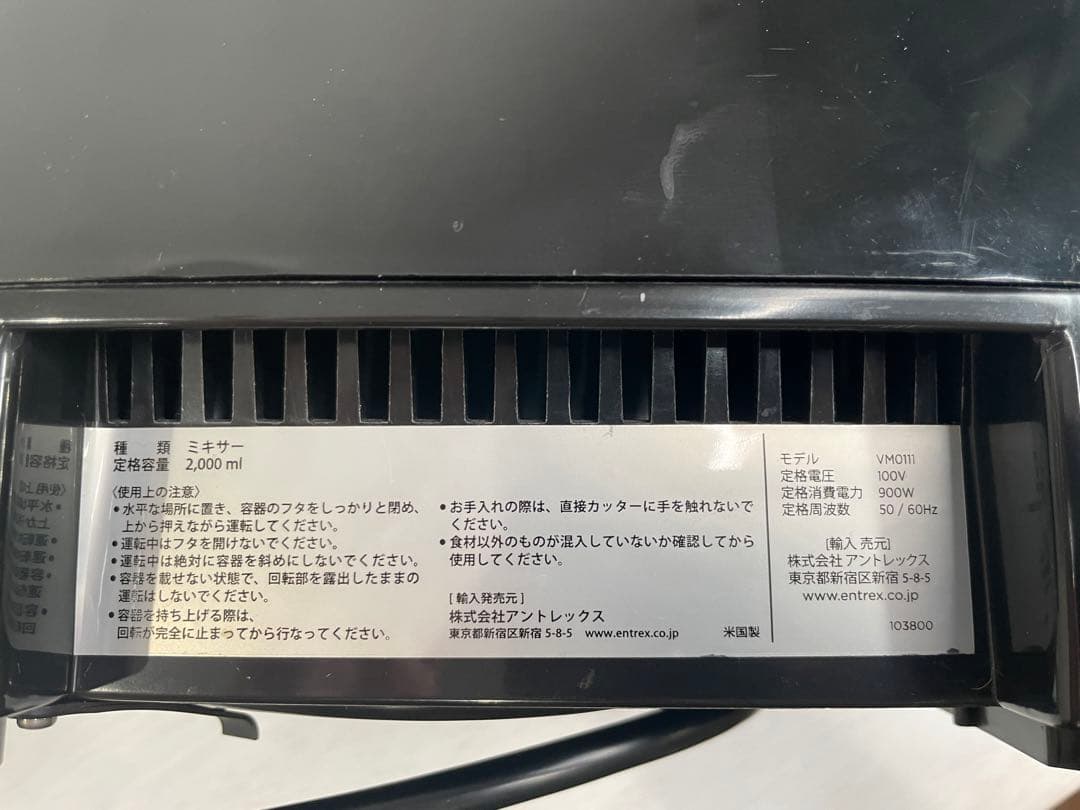 種　類　ミキサー
定格容量　2,000 ml
〈使用上の注意〉
•水平な場所に置き、容器のフタをしっかりと閉め、
上から押えながら運転してください。
•運転中はフタを開けないでください。
•運転中は絶対に容器を斜めにしないでください。
•容器を載せない状態で、回転部を露出したままの
運転はしないでください。
•容器を持ち上げる際は、
回転が完全に止まってから行なってください。
•お手入れの際は、直接カッターに手を触れないで
ください。
•食材以外のものが混入していないか確認してから
使用してください。
[ 輸入発売元 ]
株式会社アントレックス
東京都新宿区新宿 5-8-5　www.entrex.co.jp　米国製
モデル　VM0111
定格電圧　100V
定格消費電力　900W
定格周波数　50 / 60Hz
[輸入 売元]
株式会社 アントレックス
東京都新宿区新宿 5-8-5
www.entrex.co.jp
103800